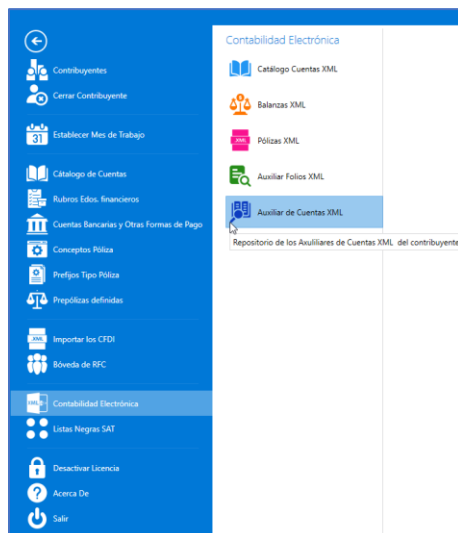 Contribuyentes
Cerrar Contribuyente
31
Establecer Mes de Trabajo
Cátalogo de Cuentas
Rubros Edos. financieros
Cuentas Bancarias y Otras Formas de Pago
Conceptos Póliza
Prefijos Tipo Póliza
Prepólizas definidas
XML
Importar los CFDI
Bóveda de RFC
XML
Contabilidad Electrónica
Listas Negras SAT
Desactivar Licencia
?
Acerca De
Salir
Contabilidad Electrónica
Catálogo Cuentas XML
Balanzas XML
XML
Pólizas XML
Auxiliar Folios XML
Auxiliar de Cuentas XML
Repositorio de los Axuliliares de Cuentas XML del contribuyente